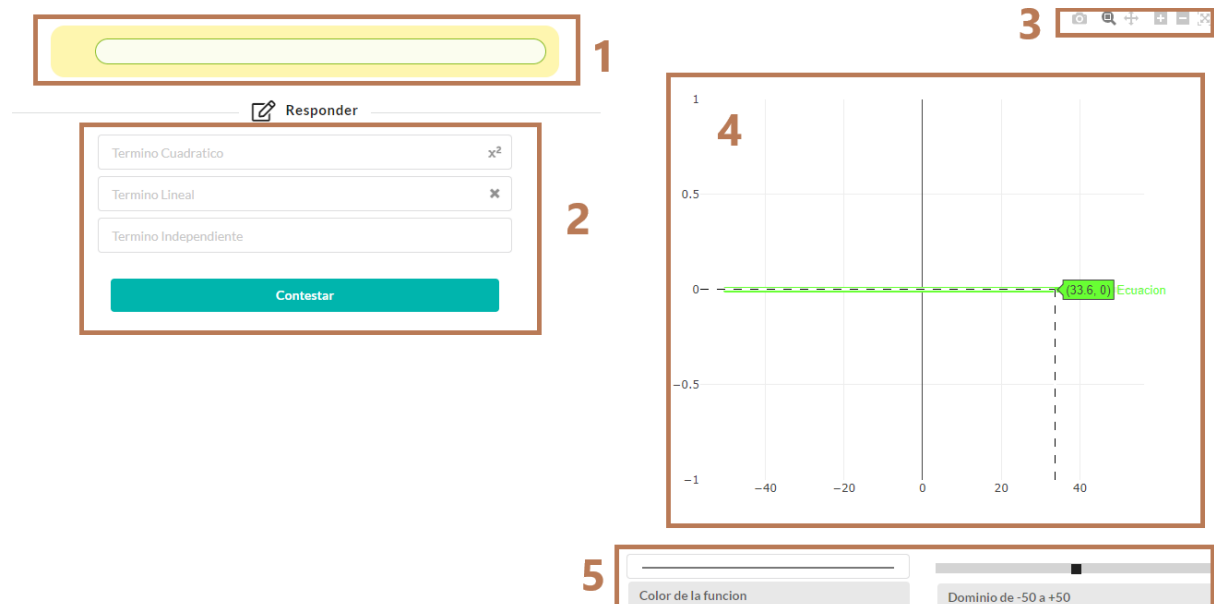 1
Responder
Termino Cuadratico x²
Termino Lineal ×
Termino Independiente
2
Contestar
3
4
1
0.5
0
−0.5
−1
−40 −20 0 20 40
(33.6, 0) Ecuacion
5
Color de la funcion
Dominio de -50 a +50